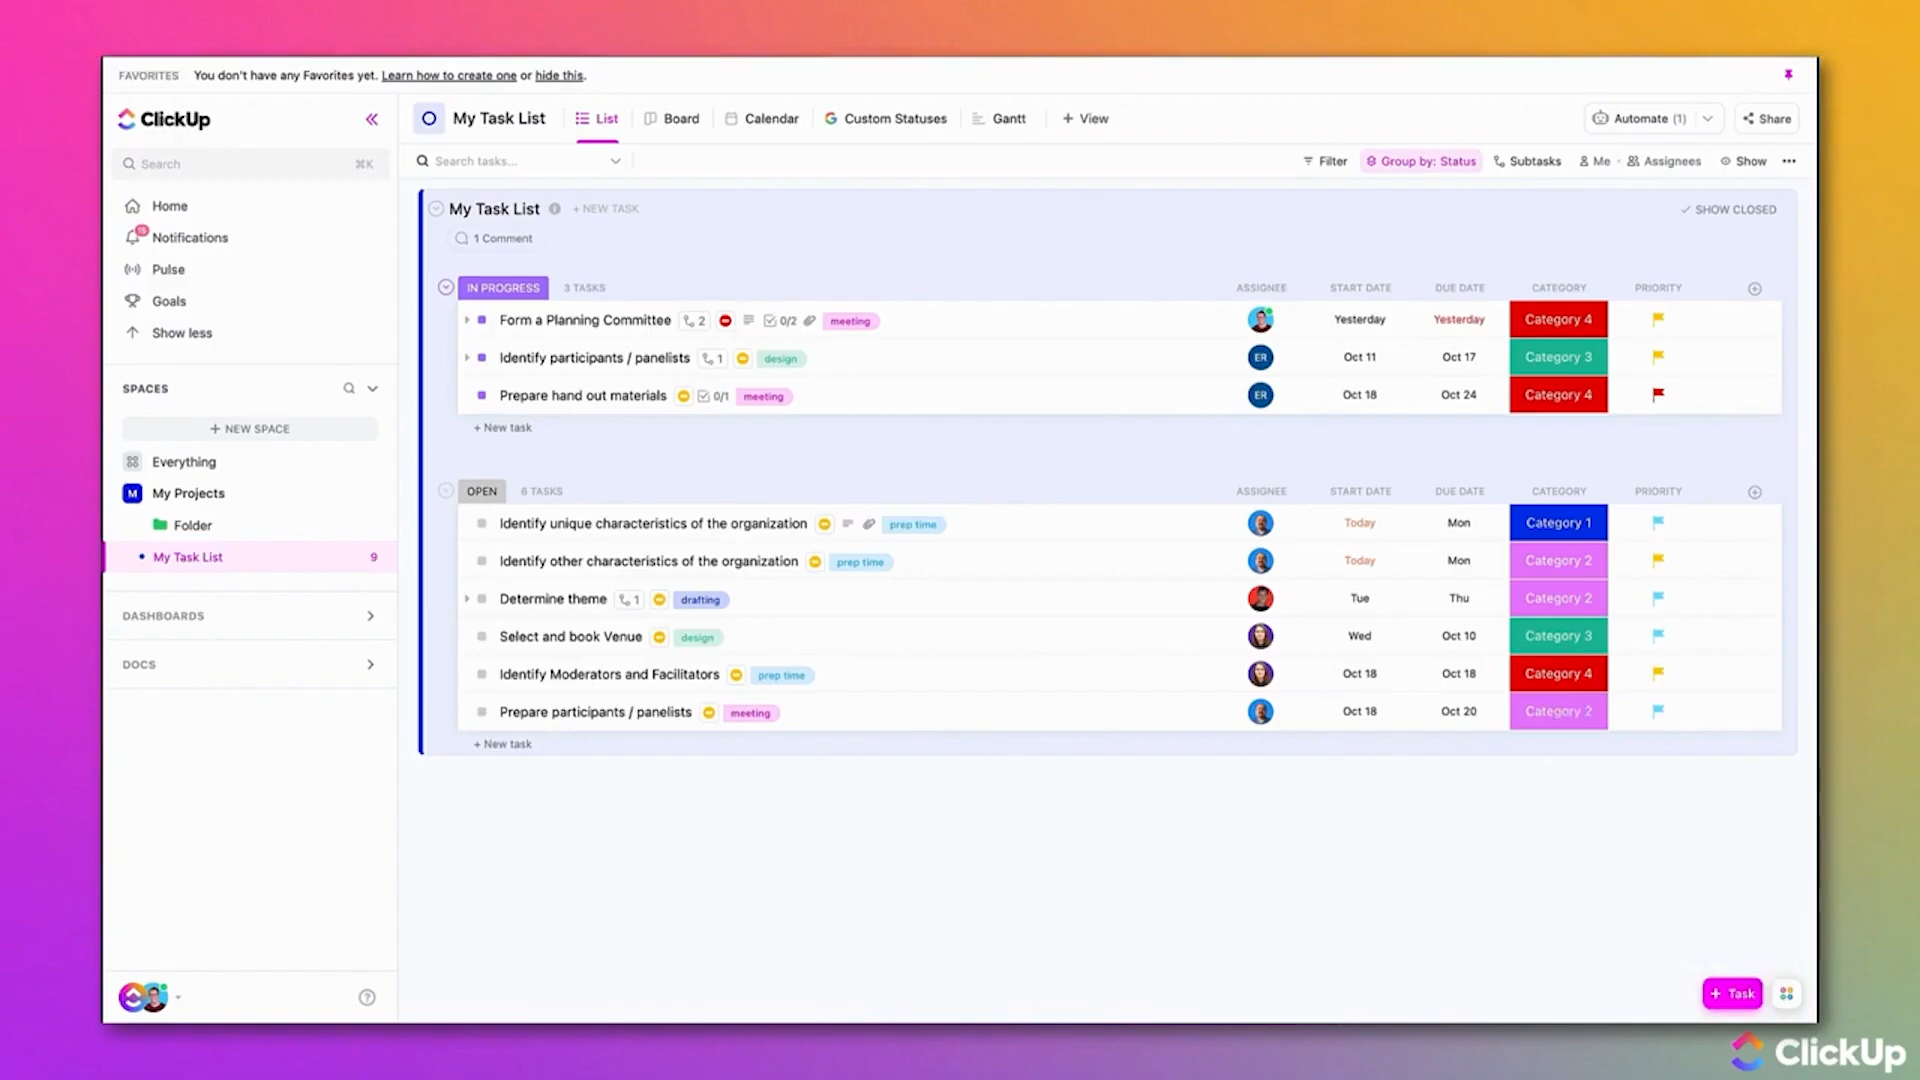 FAVORITES You don't have any Favorites yet. Learn how to create one or hide this.
ClickUp
Search ⌘K
Home
15
Notifications
Pulse
Goals
Show less
SPACES
+ NEW SPACE
Everything
M My Projects
Folder
My Task List 9
DASHBOARDS
DOCS
My Task List List Board Calendar Custom Statuses Gantt + View Automate (1) Share
Search tasks... Filter Group by: Status Subtasks Me · Assignees Show
My Task List + NEW TASK SHOW CLOSED
1 Comment
IN PROGRESS 3 TASKS ASSIGNEE START DATE DUE DATE CATEGORY PRIORITY
Form a Planning Committee 2 0/2 meeting Yesterday Yesterday Category 4
Identify participants / panelists 1 design ER Oct 11 Oct 17 Category 3
Prepare hand out materials 0/1 meeting ER Oct 18 Oct 24 Category 4
+ New task
OPEN 6 TASKS ASSIGNEE START DATE DUE DATE CATEGORY PRIORITY
Identify unique characteristics of the organization prep time Today Mon Category 1
Identify other characteristics of the organization prep time Today Mon Category 2
Determine theme 1 drafting Tue Thu Category 2
Select and book Venue design Wed Oct 10 Category 3
Identify Moderators and Facilitators prep time Oct 18 Oct 18 Category 4
Prepare participants / panelists meeting Oct 18 Oct 20 Category 2
+ New task
+ Task
ClickUp